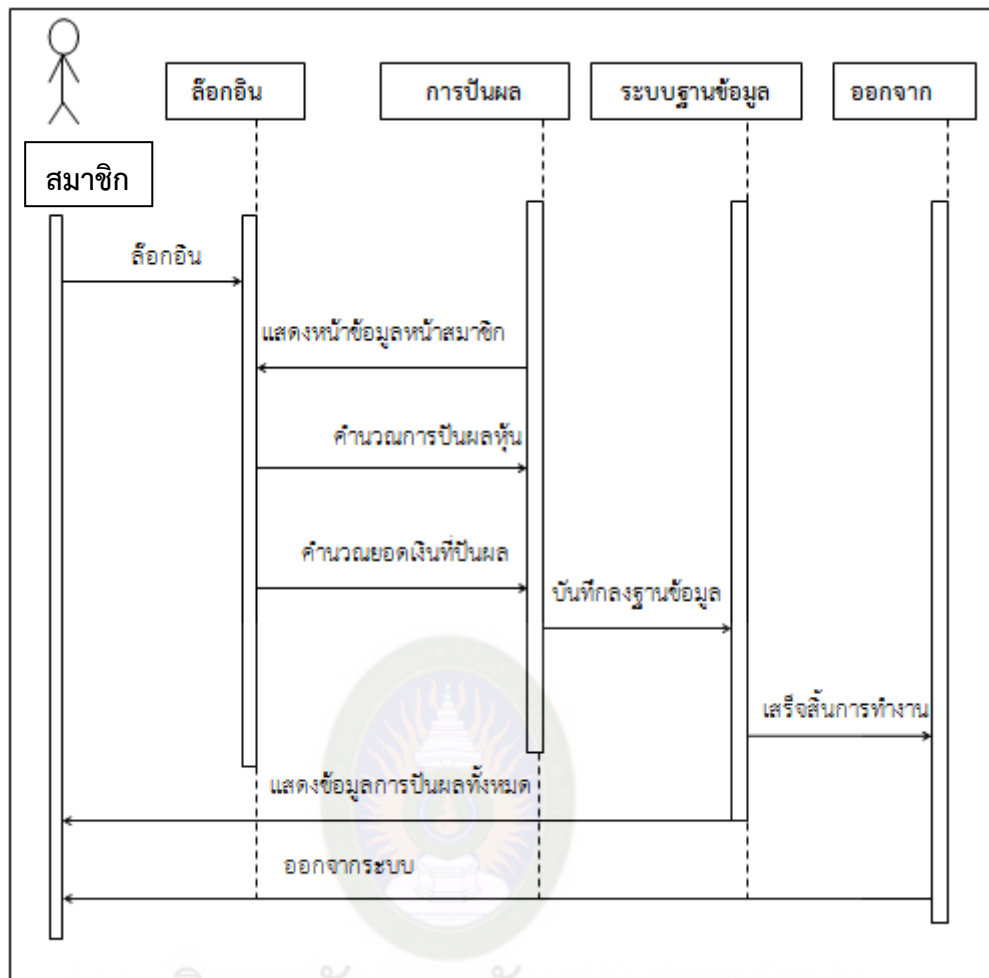 ล๊อกอิน
การปันผล
ระบบฐานข้อมูล
ออกจาก
สมาชิก
ล๊อกอิน
แสดงหน้าข้อมูลหน้าสมาชิก
คำนวณการปันผลหุ้น
คำนวณยอดเงินที่ปันผล
บันทึกลงฐานข้อมูล
เสร็จสิ้นการทำงาน
แสดงข้อมูลการปันผลทั้งหมด
ออกจากระบบ